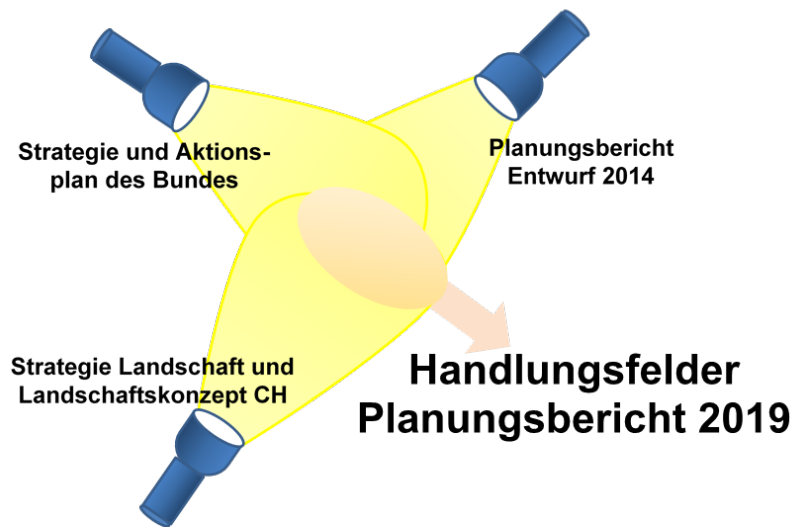 Strategie und Aktions-
plan des Bundes
Planungsbericht
Entwurf 2014
Strategie Landschaft und
Landschaftskonzept CH
Handlungsfelder
Planungsbericht 2019